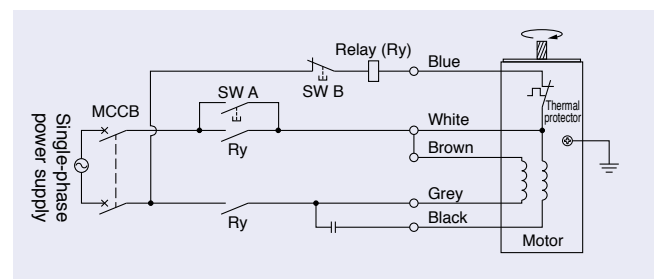 Relay (Ry)
Blue
SW B
SW A
MCCB
Thermal
protector
White
Ry
Brown
Single-phase
power supply
Grey
Ry
Black
Motor